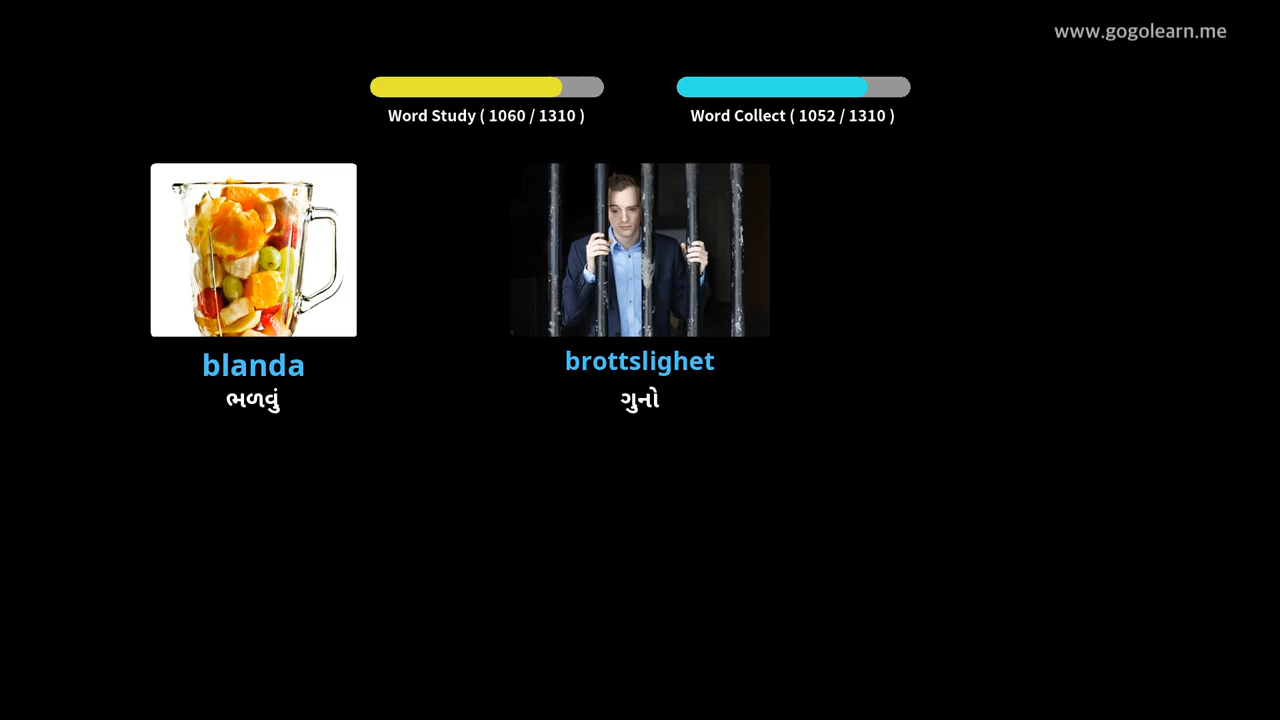 www.gogolearn.me
Word Study ( 1060 / 1310 )
Word Collect ( 1052 / 1310 )
blanda
ભળવું
brottslighet
ગુનો